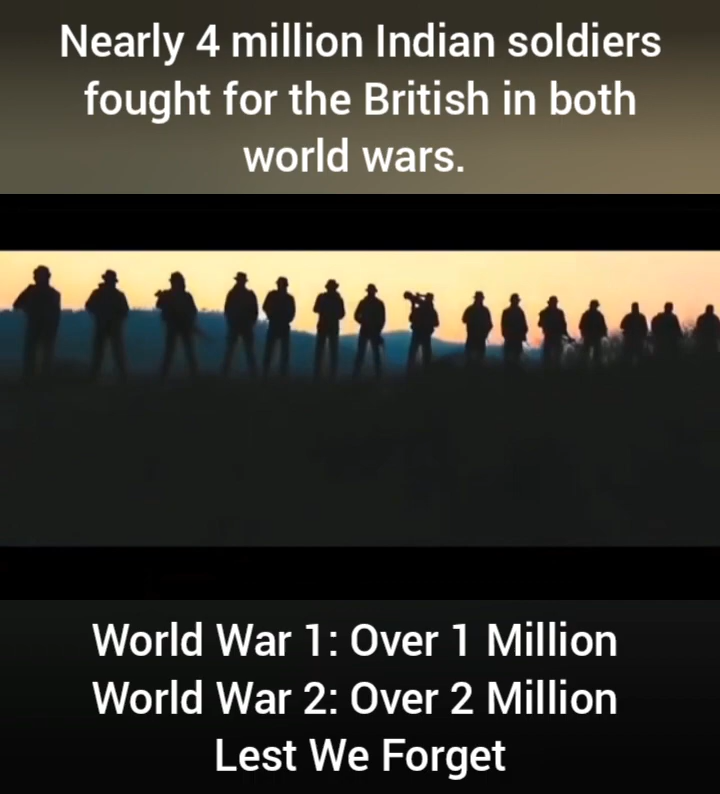 Nearly 4 million Indian soldiers
fought for the British in both
world wars.
World War 1: Over 1 Million
World War 2: Over 2 Million
Lest We Forget